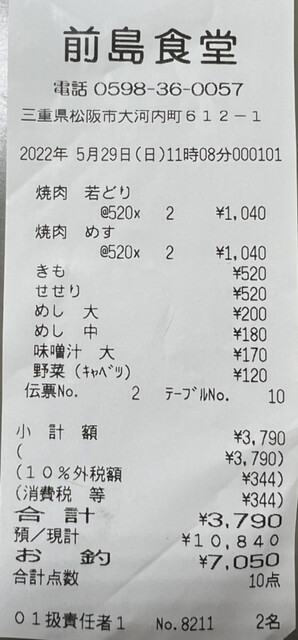 前島食堂
電話 0598-36-0057
三重県松阪市大河内町612-1
2022年 5月29日(日)11時08分000101
焼肉 若どり
@520x 2 ¥1,040
焼肉 めす
@520x 2 ¥1,040
きも ¥520
せせり ¥520
めし 大 ¥200
めし 中 ¥180
味噌汁 大 ¥170
野菜(キャベツ) ¥120
伝票No. 2 テーブルNo. 10
小 計 額 ¥3,790
( ¥3,790)
(10%外税額 ¥344)
(消費税 等 ¥344)
合 計 ¥3,790
預/現計 ¥10,840
お 釣 ¥7,050
合計点数 10点
01扱責任者1 No.8211 2名